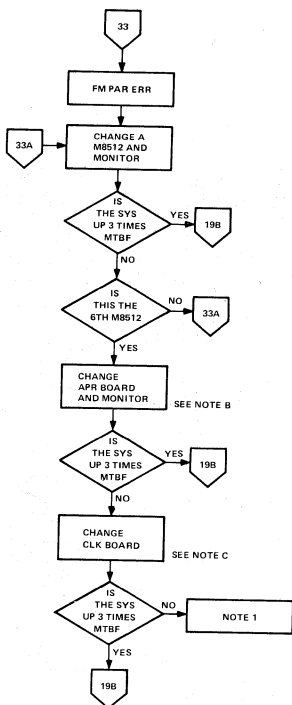 33
FM PAR ERR
33A
CHANGE A
M8512 AND
MONITOR
IS
THE SYS
UP 3 TIMES
MTBF
YES
19B
NO
IS
THIS THE
6TH M8512
NO
33A
YES
CHANGE
APR BOARD
AND MONITOR
SEE NOTE B
IS
THE SYS
UP 3 TIMES
MTBF
YES
19B
NO
CHANGE
CLK BOARD
SEE NOTE C
IS
THE SYS
UP 3 TIMES
MTBF
NO
NOTE 1
YES
19B